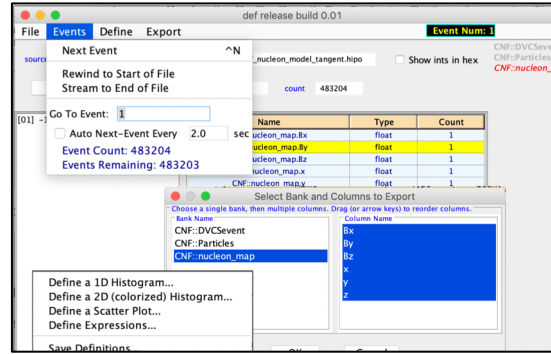 def release build 0.01
File Events Define Export
Event Num: 1
Next Event ^N
Rewind to Start of File
Stream to End of File
Go To Event: 1
Auto Next-Event Every 2.0 sec
Event Count: 483204
Events Remaining: 483203
source
_nucleon_model_tangent.hipo
Show ints in hex
CNF::DVCSeve
CNF::Particles
CNF::nucleon_
count 483204
[01]
Name Type Count
nucleon_map.Bx float 1
nucleon_map.By float 1
nucleon_map.Bz float 1
nucleon_map.x float 1
CNF::nucleon_map.y float 1
Select Bank and Columns to Export
Choose a single bank, then multiple columns. Drag (or arrow keys) to reorder columns.
Bank Name
CNF::DVCSevent
CNF::Particles
CNF::nucleon_map
Column Name
Bx
By
Bz
x
y
z
Define a 1D Histogram...
Define a 2D (colorized) Histogram...
Define a Scatter Plot...
Define Expressions...
Save Definitions...